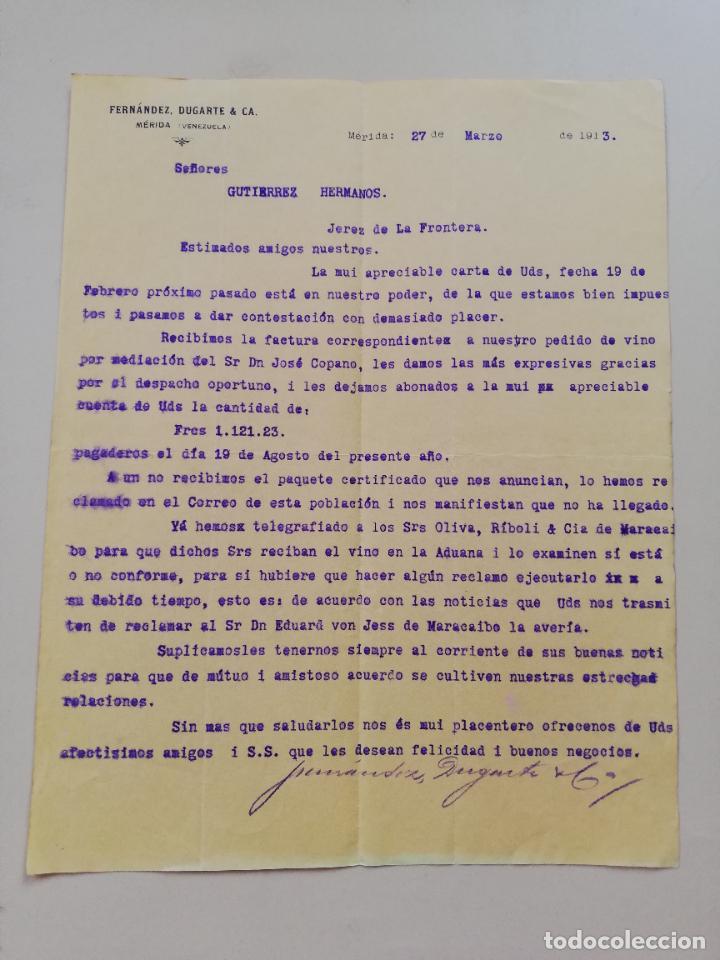 FERNÁNDEZ, DUGARTE & CA.
MÉRIDA (VENEZUELA)
Mérida: 27 de Marzo de 1913.
Señores
GUTIERREZ HERMANOS.
Jerez de La Frontera.
Estimados amigos nuestros.
La mui apreciable carta de Uds, fecha 19 de
Febrero próximo pasado está en nuestro poder, de la que estamos bien impues
tos i pasamos a dar contestación con demasiado placer.
Recibimos la factura correspondientex a nuestro pedido de vino
por mediación del Sr Dn José Copano, les damos las más expresivas gracias
por el despacho oportuno, i les dejamos abonados a la mui px apreciable
cuenta de Uds la cantidad de:
Frcs 1.121.23.
pagaderos el día 19 de Agosto del presente año.
Aun no recibimos el paquete certificado que nos anuncian, lo hemos re
clamado en el Correo de esta población i nos manifiestan que no ha llegado.
Yá hemosx telegrafiado a los Srs Oliva, Ríboli & Cia de Maracai
bo para que dichos Srs reciban el vino en la Aduana i lo examinen sí está
o no conforme, para si hubiere que hacer algún reclamo ejecutarlo ix x a
su debido tiempo, esto es: de acuerdo con las noticias que Uds nos trasmi
ten de reclamar al Sr Dn Eduard von Jess de Maracaibo la avería.
Suplicamosles tenernos siempre al corriente de sus buenas noti
cias para que de mútuo i amistoso acuerdo se cultiven nuestras estrechas
relaciones.
Sin mas que saludarlos nos és mui placentero ofrecenos de Uds
afectisimos amigos i S.S. que les desean felicidad i buenos negocios.
Fernández, Dugarte & Ca
todocoleccion
todocoleccion.net